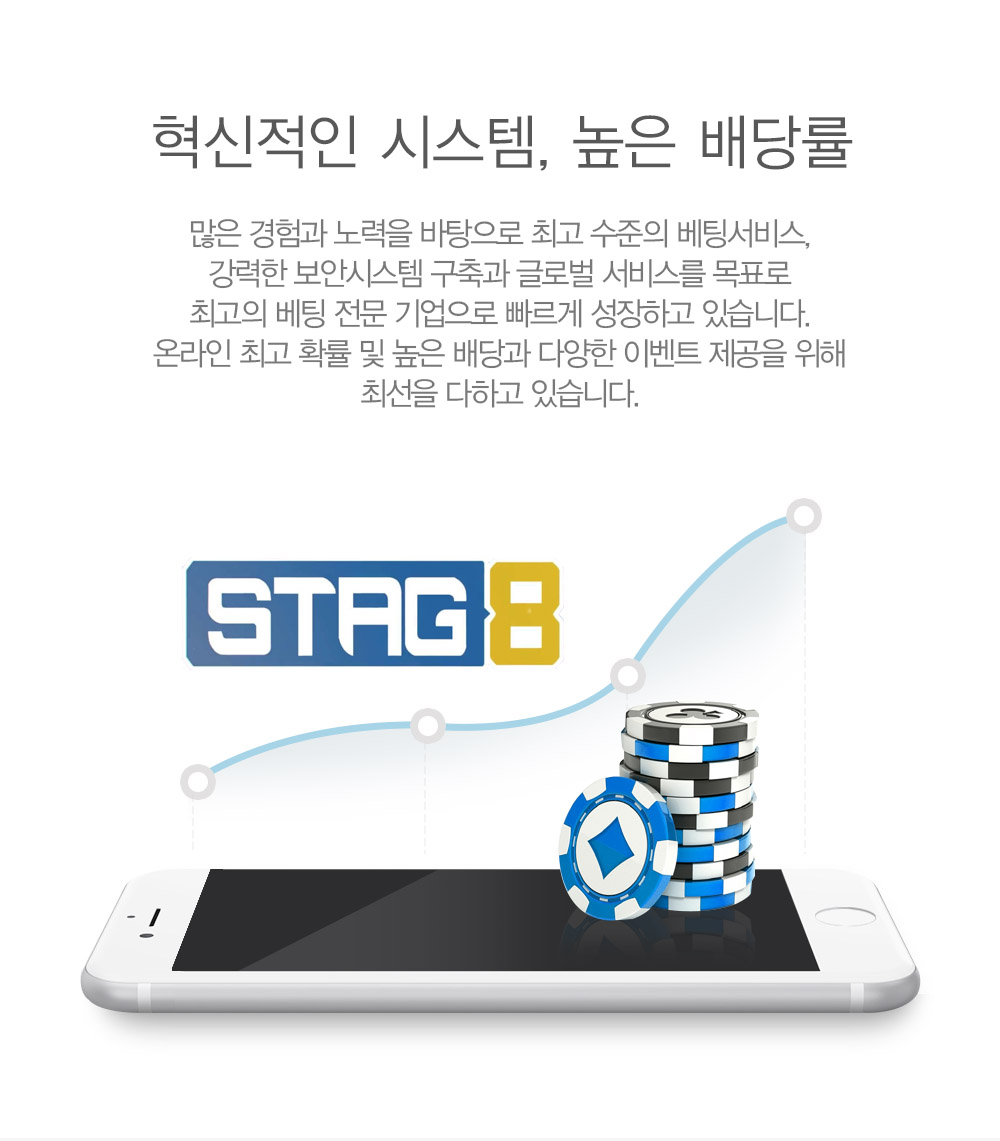 혁신적인 시스템, 높은 배당률
많은 경험과 노력을 바탕으로 최고 수준의 베팅서비스,
강력한 보안시스템 구축과 글로벌 서비스를 목표로
최고의 베팅 전문 기업으로 빠르게 성장하고 있습니다.
온라인 최고 확률 및 높은 배당과 다양한 이벤트 제공을 위해
최선을 다하고 있습니다.
STAG8